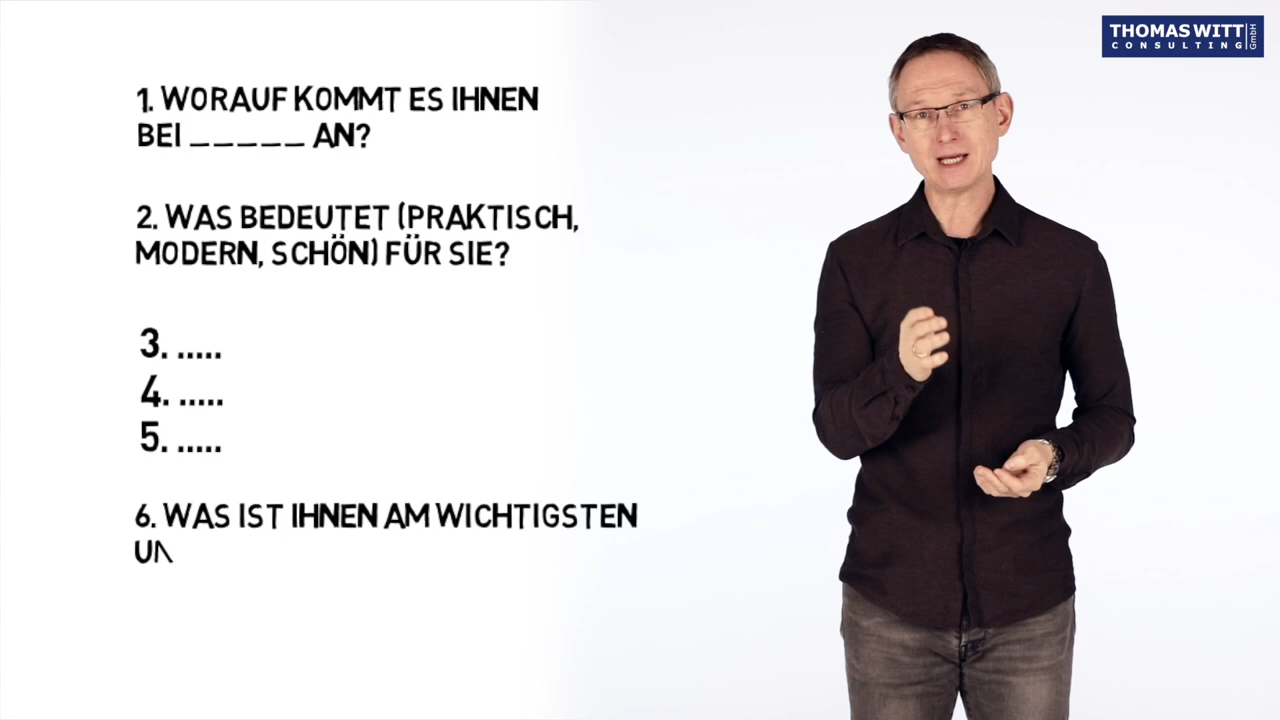 THOMAS WITT
CONSULTING GmbH
1. WORAUF KOMMT ES IHNEN
BEI _____ AN?
2. WAS BEDEUTET (PRAKTISCH,
MODERN, SCHÖN) FÜR SIE?
3. .....
4. .....
5. .....
6. WAS IST IHNEN AM WICHTIGSTEN